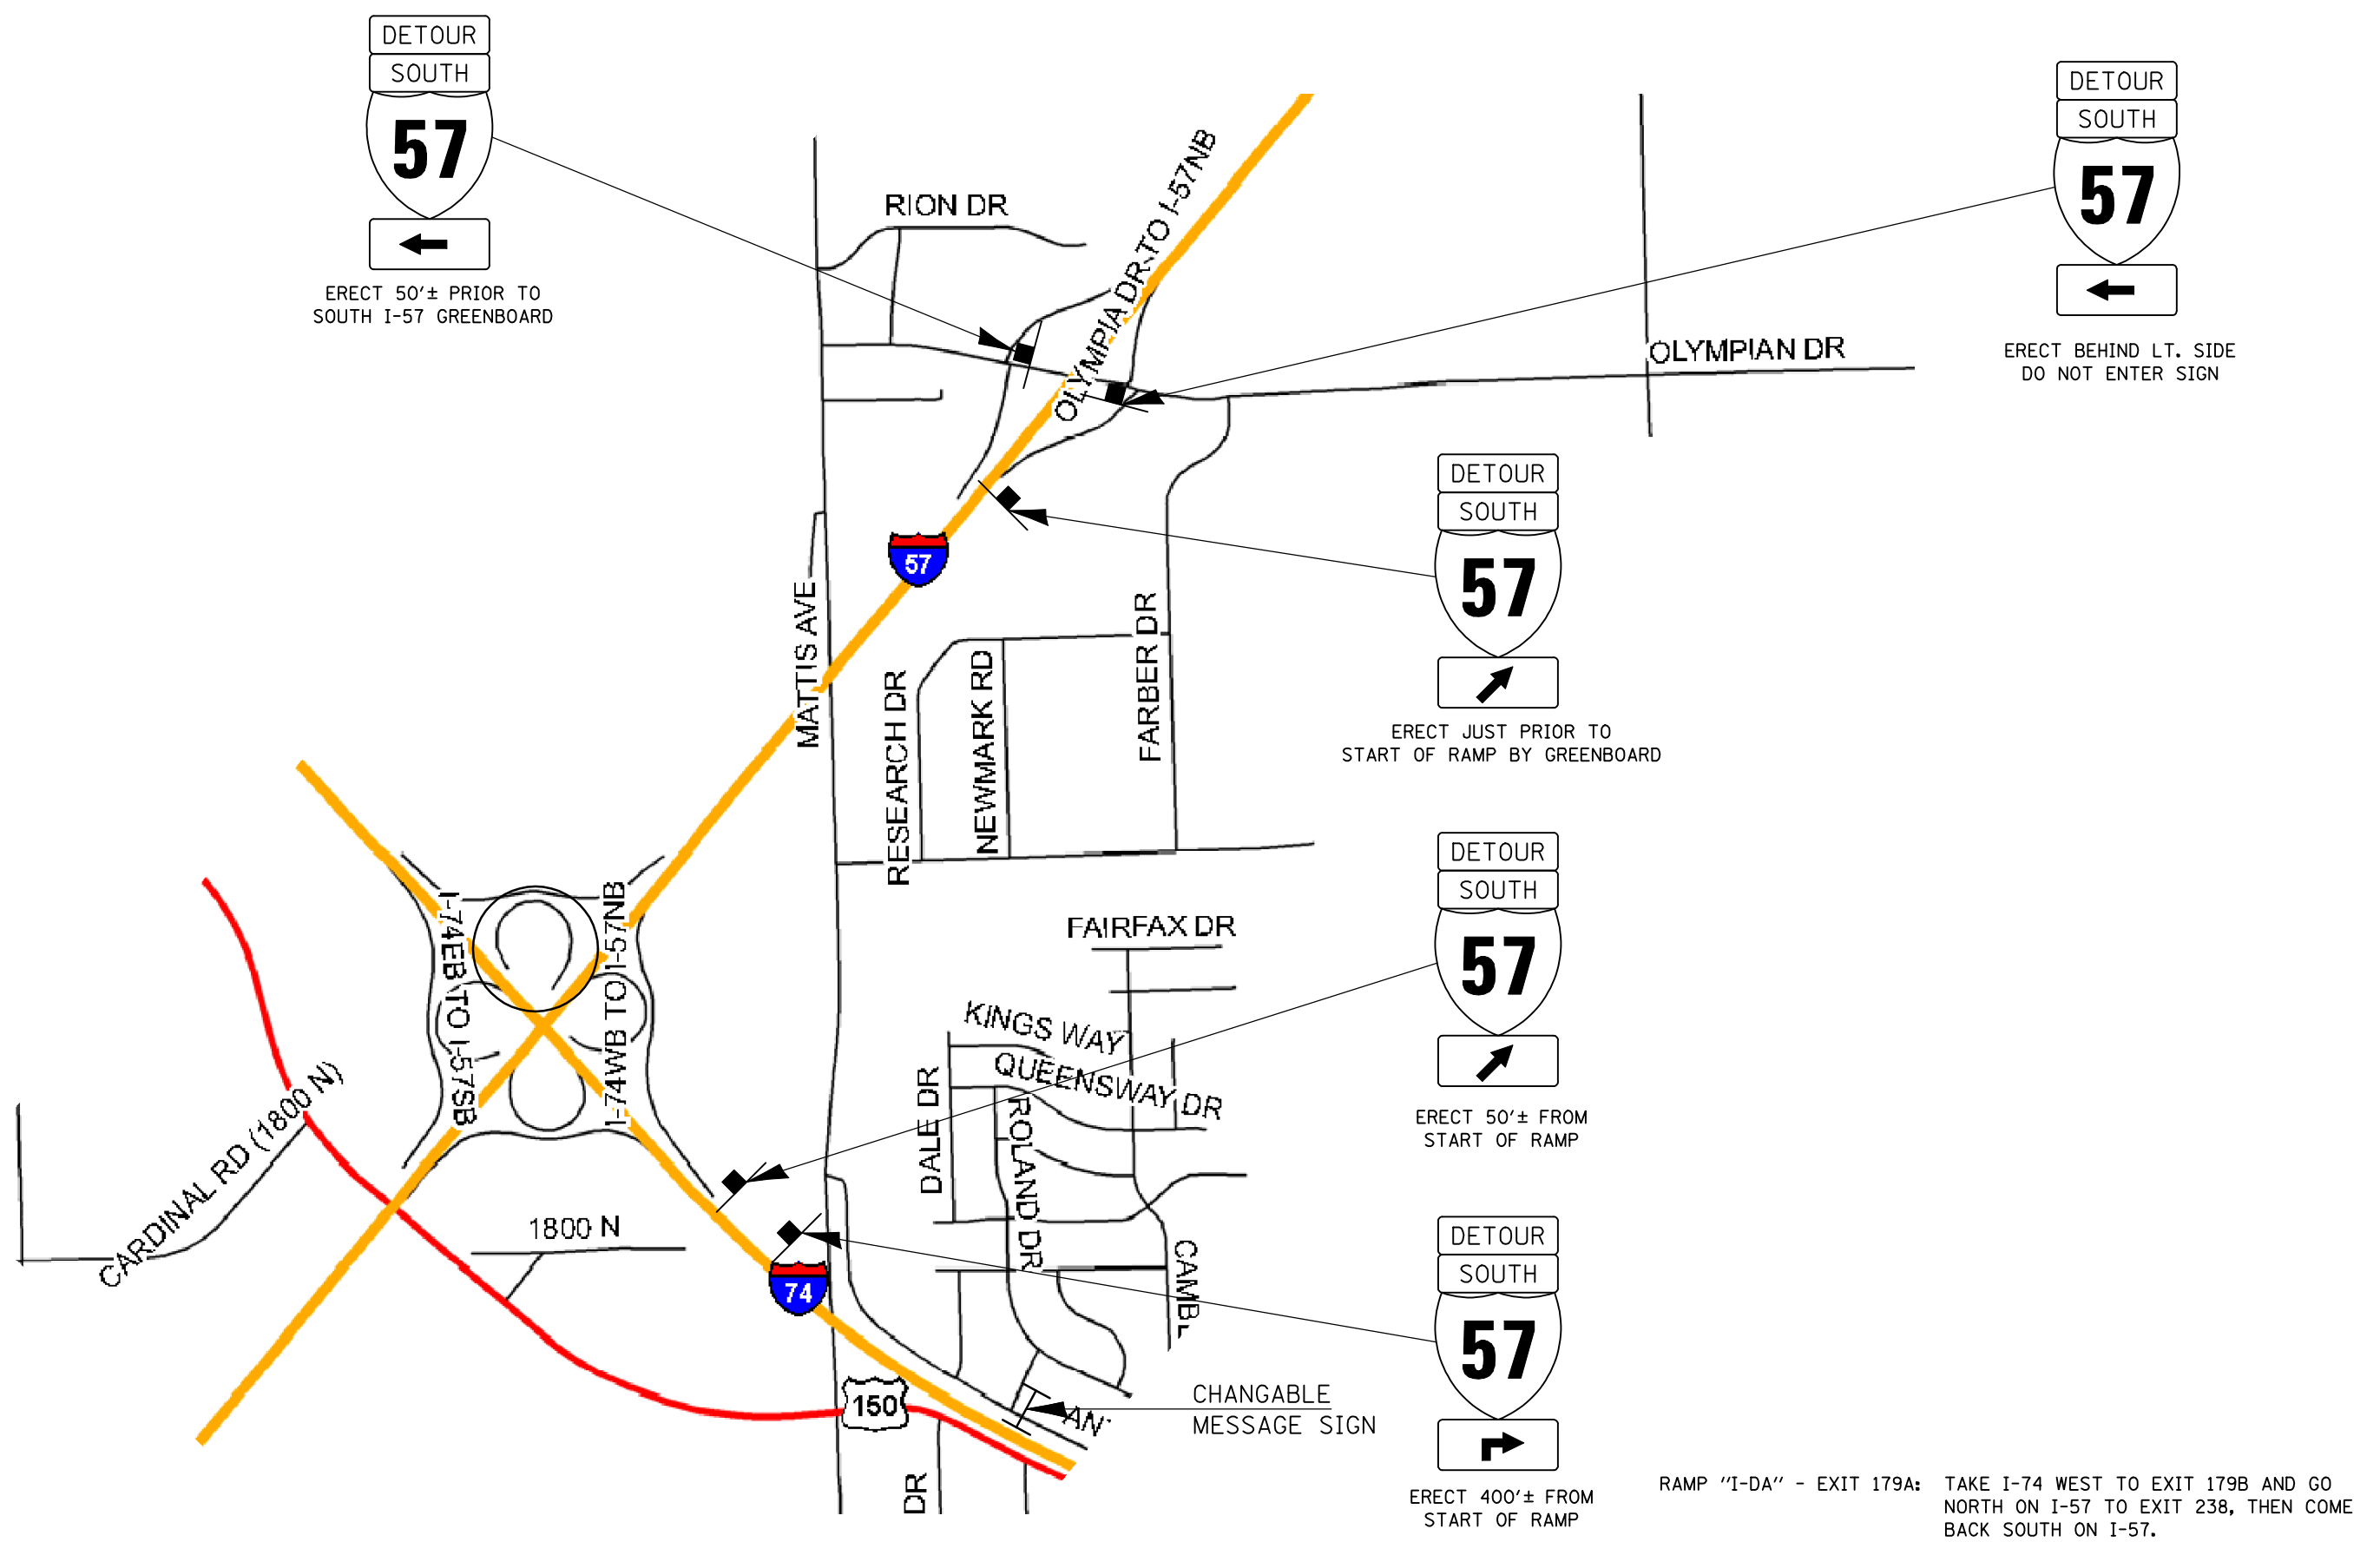 DETOUR
SOUTH
57
ERECT 50'± PRIOR TO
SOUTH I-57 GREENBOARD
DETOUR
SOUTH
57
ERECT BEHIND LT. SIDE
DO NOT ENTER SIGN
RION DR
OLYMPIA DR TO I-57NB
OLYMPIAN DR
DETOUR
SOUTH
57
ERECT JUST PRIOR TO
START OF RAMP BY GREENBOARD
57
MATTIS AVE
RESEARCH DR
NEWMARK RD
FARBER DR
DETOUR
SOUTH
57
ERECT 50'± FROM
START OF RAMP
I-74EB TO I-57SB
I-74WB TO I-57NB
FAIRFAX DR
KINGS WAY
QUEENSWAY DR
DALE DR
ROLAND DR
CARDINAL RD (1800 N)
1800 N
CAMBL
74
150
AN
DR
CHANGABLE
MESSAGE SIGN
DETOUR
SOUTH
57
ERECT 400'± FROM
START OF RAMP
RAMP "I-DA" - EXIT 179A: TAKE I-74 WEST TO EXIT 179B AND GO
NORTH ON I-57 TO EXIT 238, THEN COME
BACK SOUTH ON I-57.